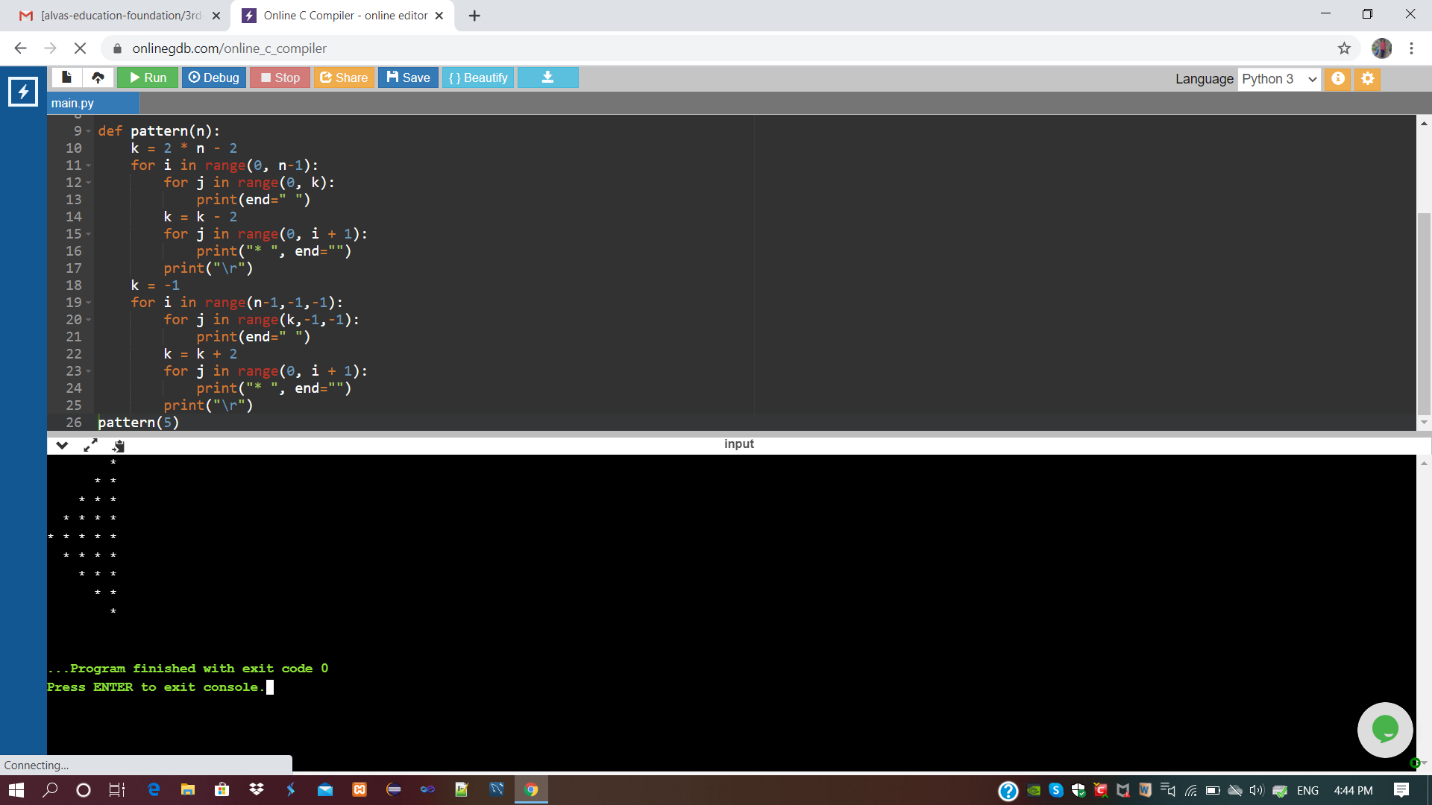 [alvas-education-foundation/3rd
Online C Compiler - online editor
onlinegdb.com/online_c_compiler
Run Debug Stop Share Save { } Beautify
Language Python 3
main.py
9 def pattern(n):
10     k = 2 * n - 2
11     for i in range(0, n-1):
12         for j in range(0, k):
13             print(end=" ")
14         k = k - 2
15         for j in range(0, i + 1):
16             print("* ", end="")
17         print("\r")
18     k = -1
19     for i in range(n-1,-1,-1):
20         for j in range(k,-1,-1):
21             print(end=" ")
22         k = k + 2
23         for j in range(0, i + 1):
24             print("* ", end="")
25         print("\r")
26 pattern(5)
input
        *
      * *
    * * *
  * * * *
* * * * *
  * * * *
    * * *
      * *
        *
...Program finished with exit code 0
Press ENTER to exit console.
Connecting...
ENG 4:44 PM